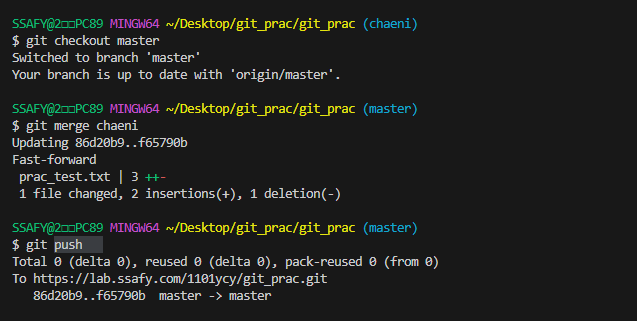 SSAFY@2□□PC89 MINGW64 ~/Desktop/git_prac/git_prac (chaeni)
$ git checkout master
Switched to branch 'master'
Your branch is up to date with 'origin/master'.
SSAFY@2□□PC89 MINGW64 ~/Desktop/git_prac/git_prac (master)
$ git merge chaeni
Updating 86d20b9..f65790b
Fast-forward
prac_test.txt | 3 ++-
1 file changed, 2 insertions(+), 1 deletion(-)
SSAFY@2□□PC89 MINGW64 ~/Desktop/git_prac/git_prac (master)
$ git push
Total 0 (delta 0), reused 0 (delta 0), pack-reused 0 (from 0)
To https://lab.ssafy.com/1101ycy/git_prac.git
86d20b9..f65790b  master -> master